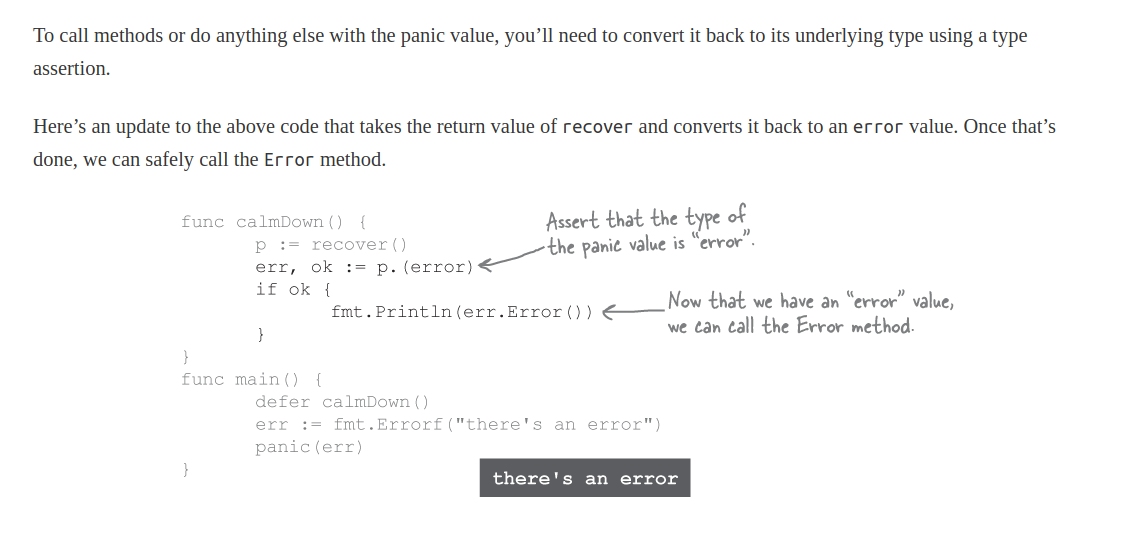 To call methods or do anything else with the panic value, you’ll need to convert it back to its underlying type using a type
assertion.
Here’s an update to the above code that takes the return value of recover and converts it back to an error value. Once that’s
done, we can safely call the Error method.
func calmDown() {
p := recover()
err, ok := p.(error)
if ok {
fmt.Println(err.Error())
}
}
func main() {
defer calmDown()
err := fmt.Errorf("there's an error")
panic(err)
}
Assert that the type of
the panic value is “error”.
Now that we have an “error” value,
we can call the Error method.
there's an error